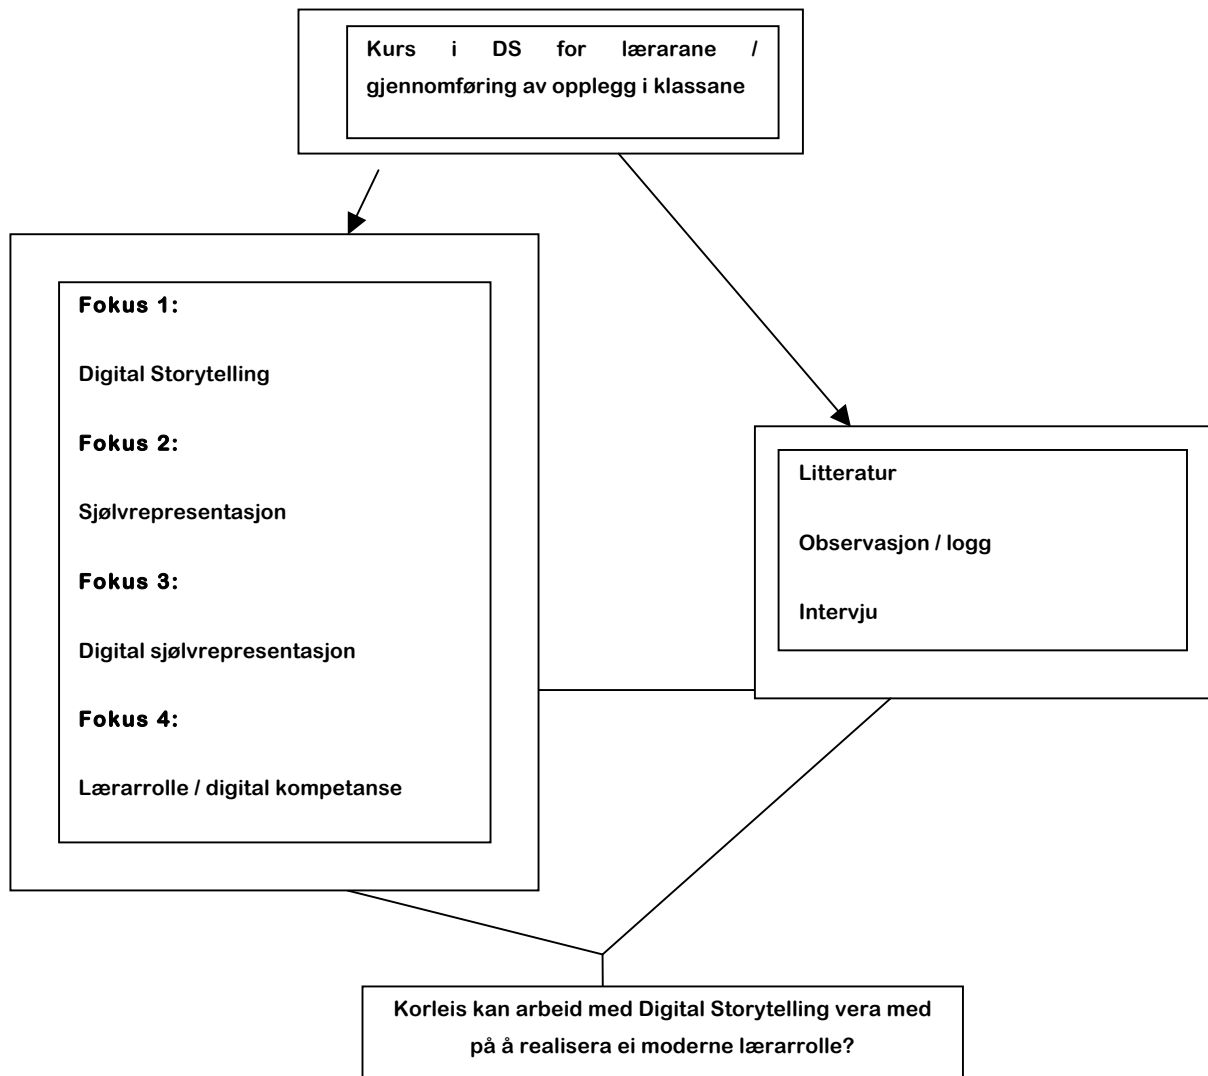 Kurs i DS for lærarane /
gjennomføring av opplegg i klassane
Fokus 1:
Digital Storytelling
Fokus 2:
Sjølvrepresentasjon
Fokus 3:
Digital sjølvrepresentasjon
Fokus 4:
Lærarrolle / digital kompetanse
Litteratur
Observasjon / logg
Intervju
Korleis kan arbeid med Digital Storytelling vera med
på å realisera ei moderne lærarrolle?